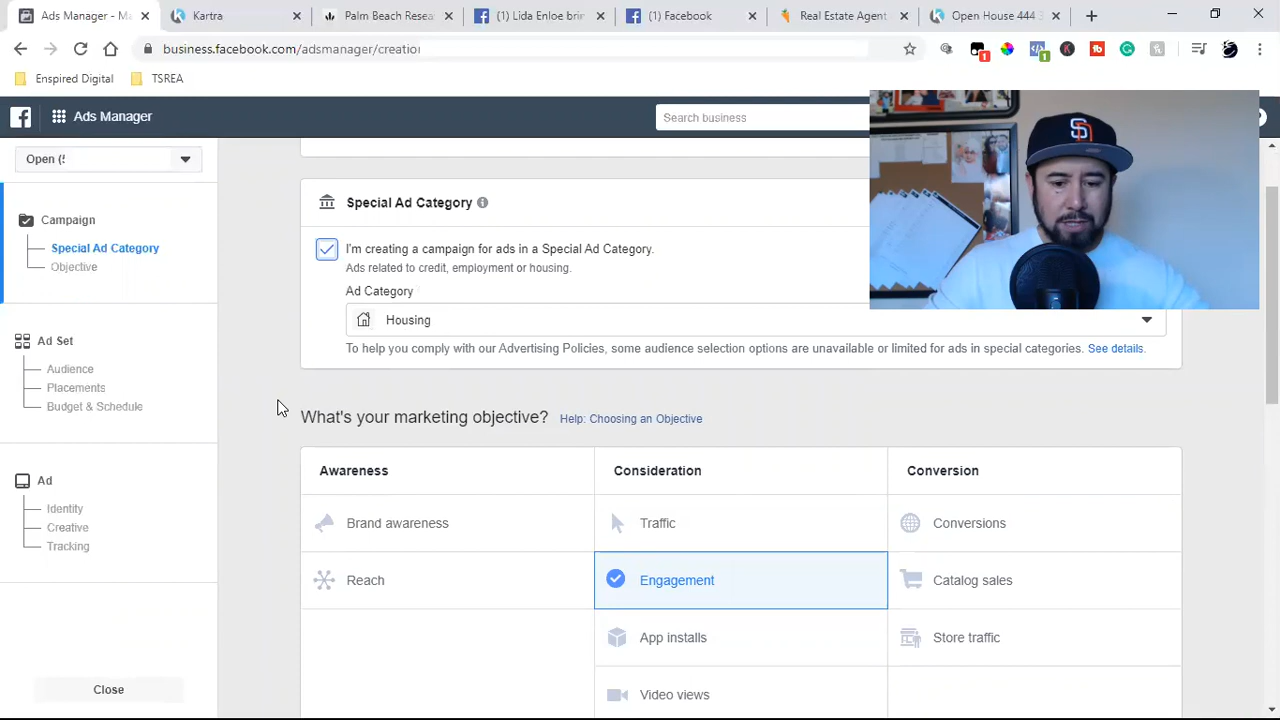 Ads Manager - Ma
Kartra
Palm Beach Resea
Lida Enloe brin
(1) Facebook
Real Estate Agent
Open House 444
business.facebook.com/adsmanager/creation
1
1
Enspired Digital
TSREA
Ads Manager
Search business
Open (
Campaign
Special Ad Category
Objective
Ad Set
Audience
Placements
Budget & Schedule
Ad
Identity
Creative
Tracking
Close
Special Ad Category
I'm creating a campaign for ads in a Special Ad Category.
Ads related to credit, employment or housing.
Ad Category
Housing
To help you comply with our Advertising Policies, some audience selection options are unavailable or limited for ads in special categories. See details.
What's your marketing objective? Help: Choosing an Objective
Awareness
Consideration
Conversion
Brand awareness
Traffic
Conversions
Reach
Engagement
Catalog sales
App installs
Store traffic
Video views
SD